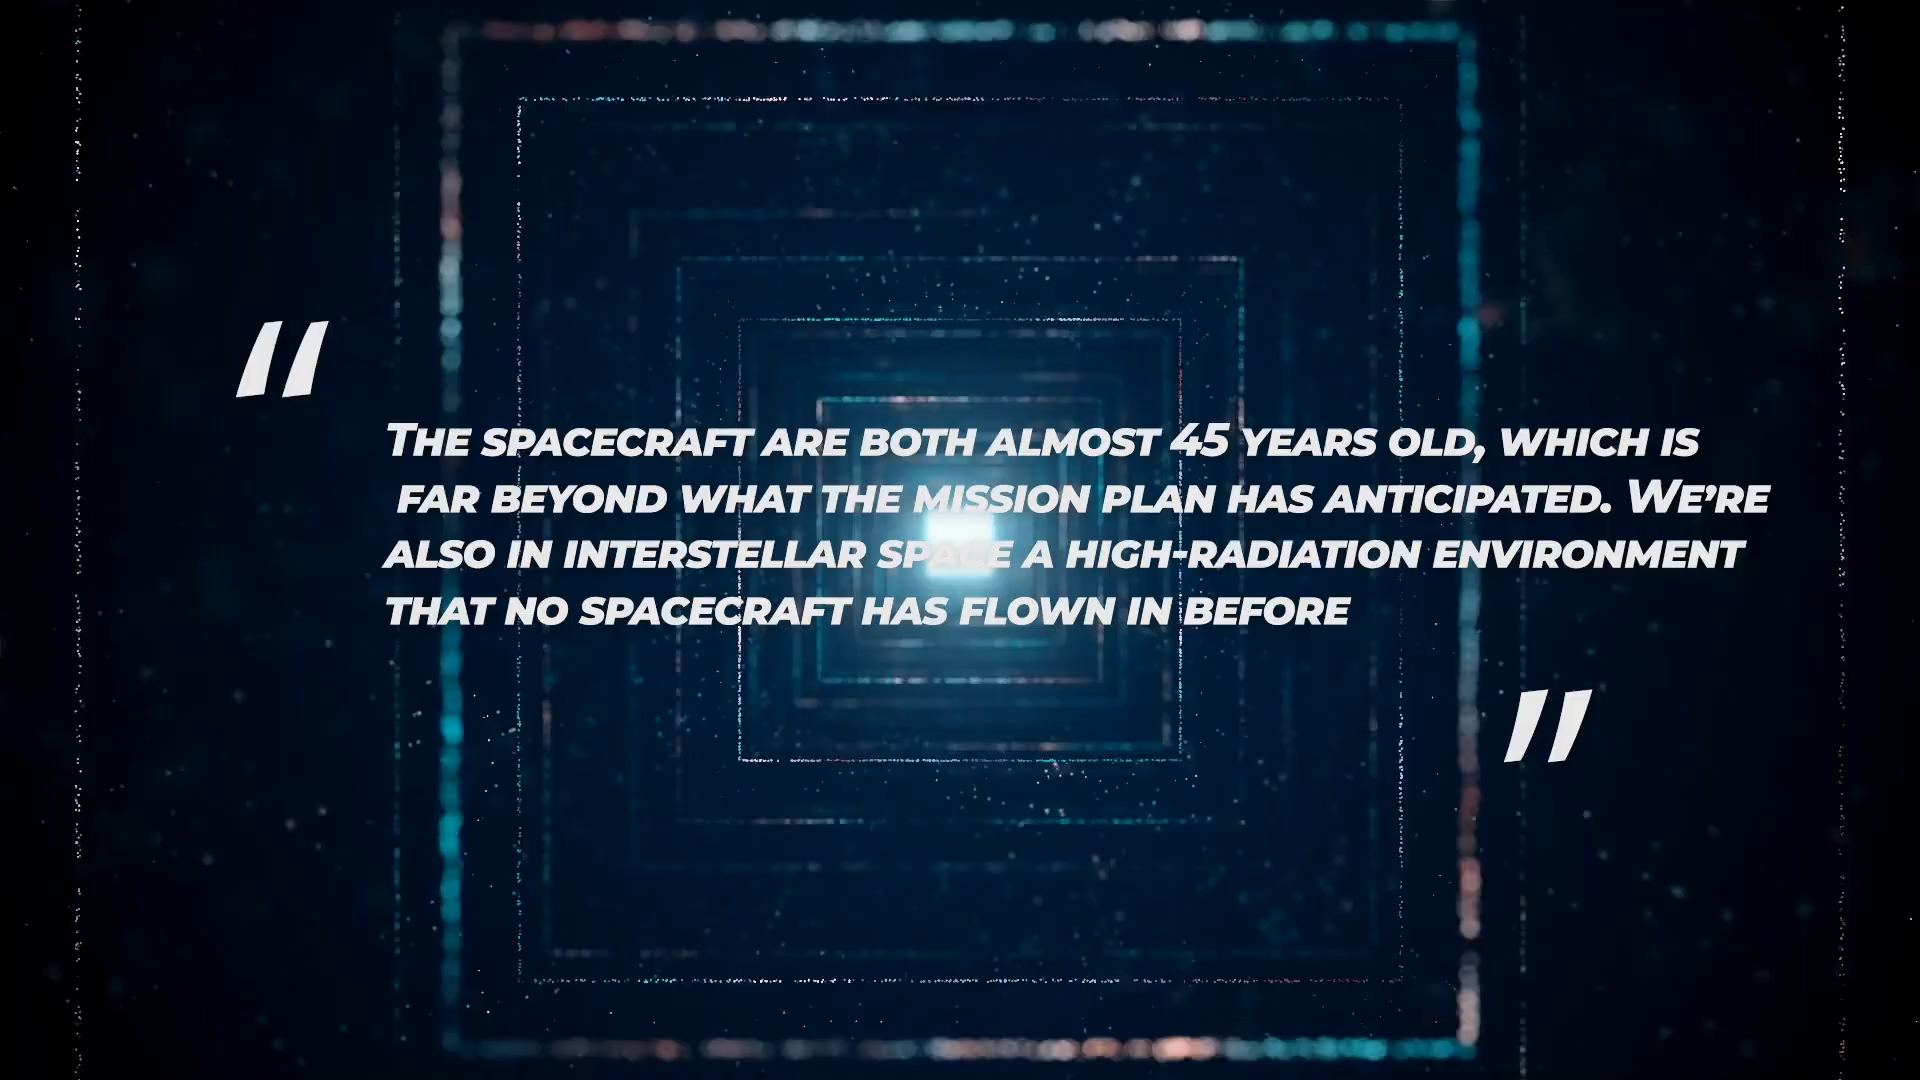 “
The spacecraft are both almost 45 years old, which is
far beyond what the mission plan has anticipated. We’re
also in interstellar space a high-radiation environment
that no spacecraft has flown in before
”